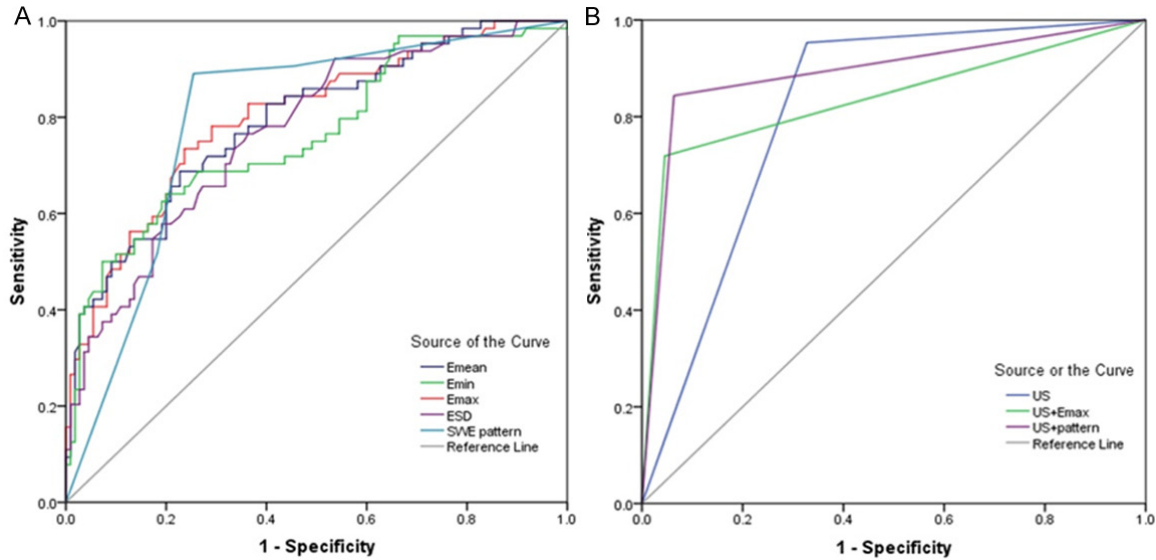 A
1.0
0.8
0.6
0.4
0.2
0.0
Sensitivity
Source of the Curve
Emean
Emin
Emax
ESD
SWE pattern
Reference Line
0.0 0.2 0.4 0.6 0.8 1.0
1 - Specificity
B
1.0
0.8
0.6
0.4
0.2
0.0
Sensitivity
Source or the Curve
US
US+Emax
US+pattern
Reference Line
0.0 0.2 0.4 0.6 0.8 1.0
1 - Specificity